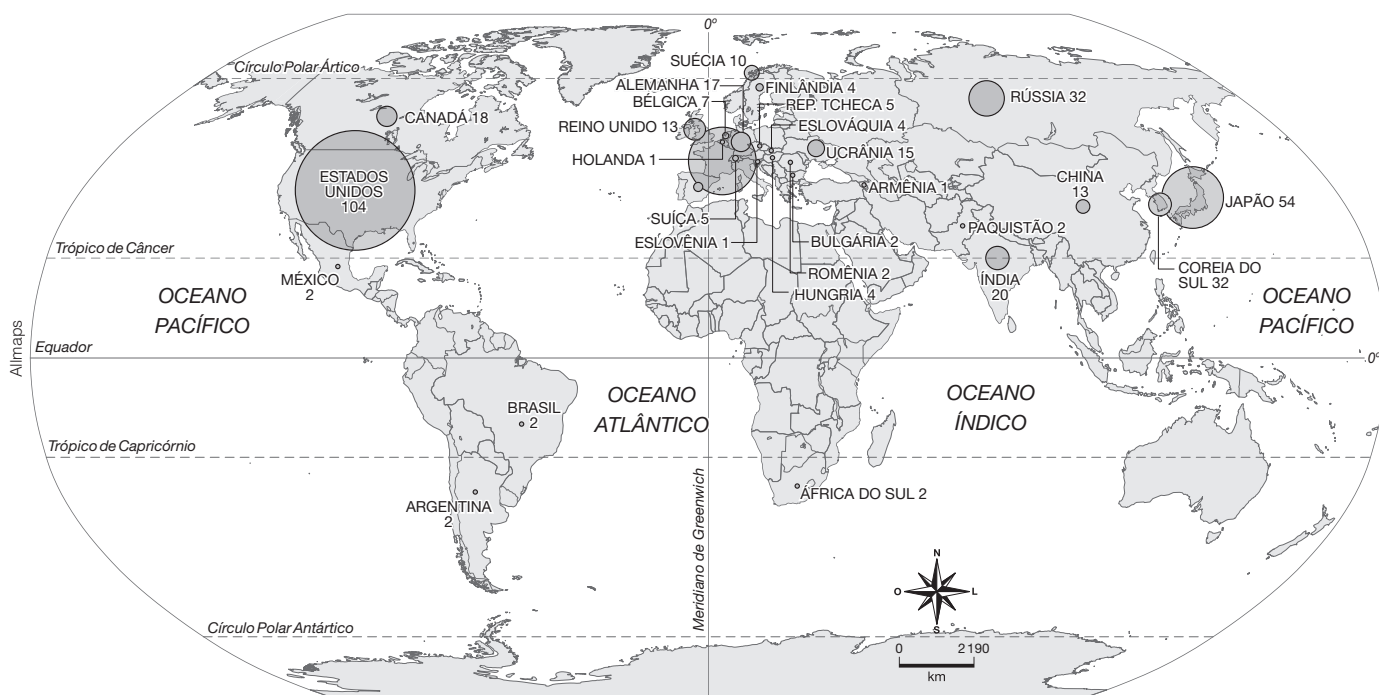 0º
Círculo Polar Ártico
SUÉCIA 10
ALEMANHA 17
FINLÂNDIA 4
BÉLGICA 7
REP. TCHECA 5
RÚSSIA 32
CANADÁ 18
REINO UNIDO 13
ESLOVÁQUIA 4
HOLANDA 1
UCRÂNIA 15
ESTADOS
UNIDOS
104
ARMÊNIA 1
CHINA
13
JAPÃO 54
SUÍÇA 5
PAQUISTÃO 2
ESLOVÊNIA 1
BULGÁRIA 2
Trópico de Câncer
ROMÊNIA 2
HUNGRIA 4
ÍNDIA
20
COREIA DO
SUL 32
MÉXICO
2
OCEANO
PACÍFICO
OCEANO
PACÍFICO
Allmaps
Equador
0º
OCEANO
ATLÂNTICO
OCEANO
ÍNDICO
BRASIL
2
Trópico de Capricórnio
Meridiano de Greenwich
ARGENTINA
2
ÁFRICA DO SUL 2
N
O
L
S
Círculo Polar Antártico
0
2190
km